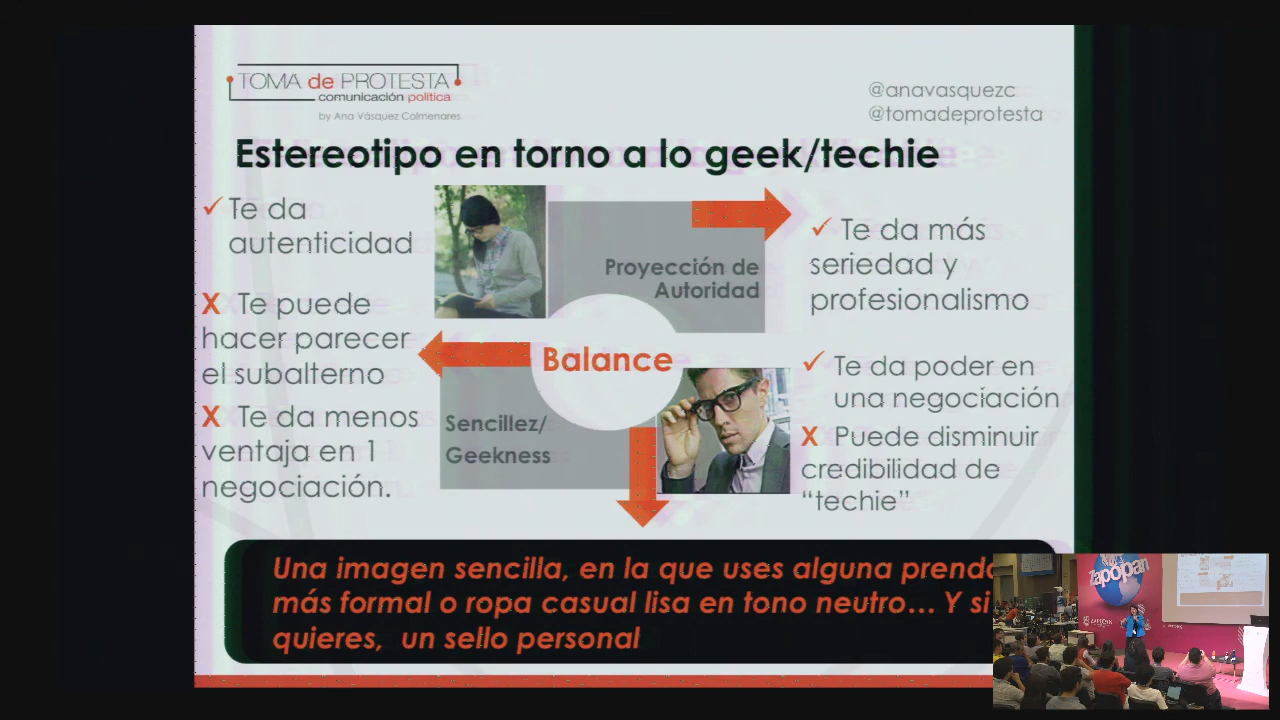 TOMA de PROTESTA
comunicación política
by Ana Vásquez Colmenares
@anavasquezc
@tomadeprotesta
Estereotipo en torno a lo geek/techie
✓ Te da
autenticidad
X Te puede
hacer parecer
el subalterno
X Te da menos
ventaja en 1
negociación.
Proyección de
Autoridad
Balance
Sencillez/
Geekness
✓ Te da más
seriedad y
profesionalismo
✓ Te da poder en
una negociación
X Puede disminuir
credibilidad de
“techie”
Una imagen sencilla, en la que uses alguna prenda
más formal o ropa casual lisa en tono neutro... Y si
quieres, un sello personal
Zapopan
ZAPOPAN